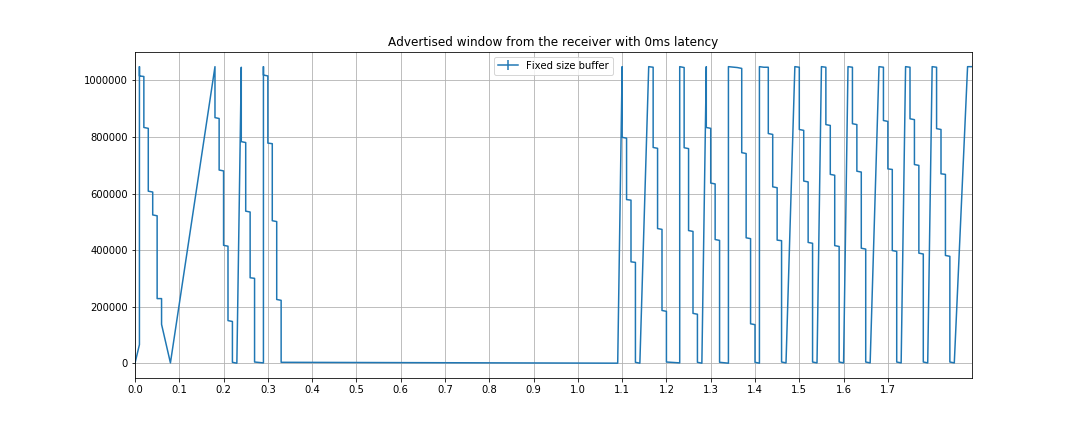 Advertised window from the receiver with 0ms latency
Fixed size buffer
1000000
800000
600000
400000
200000
0
0.0 0.1 0.2 0.3 0.4 0.5 0.6 0.7 0.8 0.9 1.0 1.1 1.2 1.3 1.4 1.5 1.6 1.7